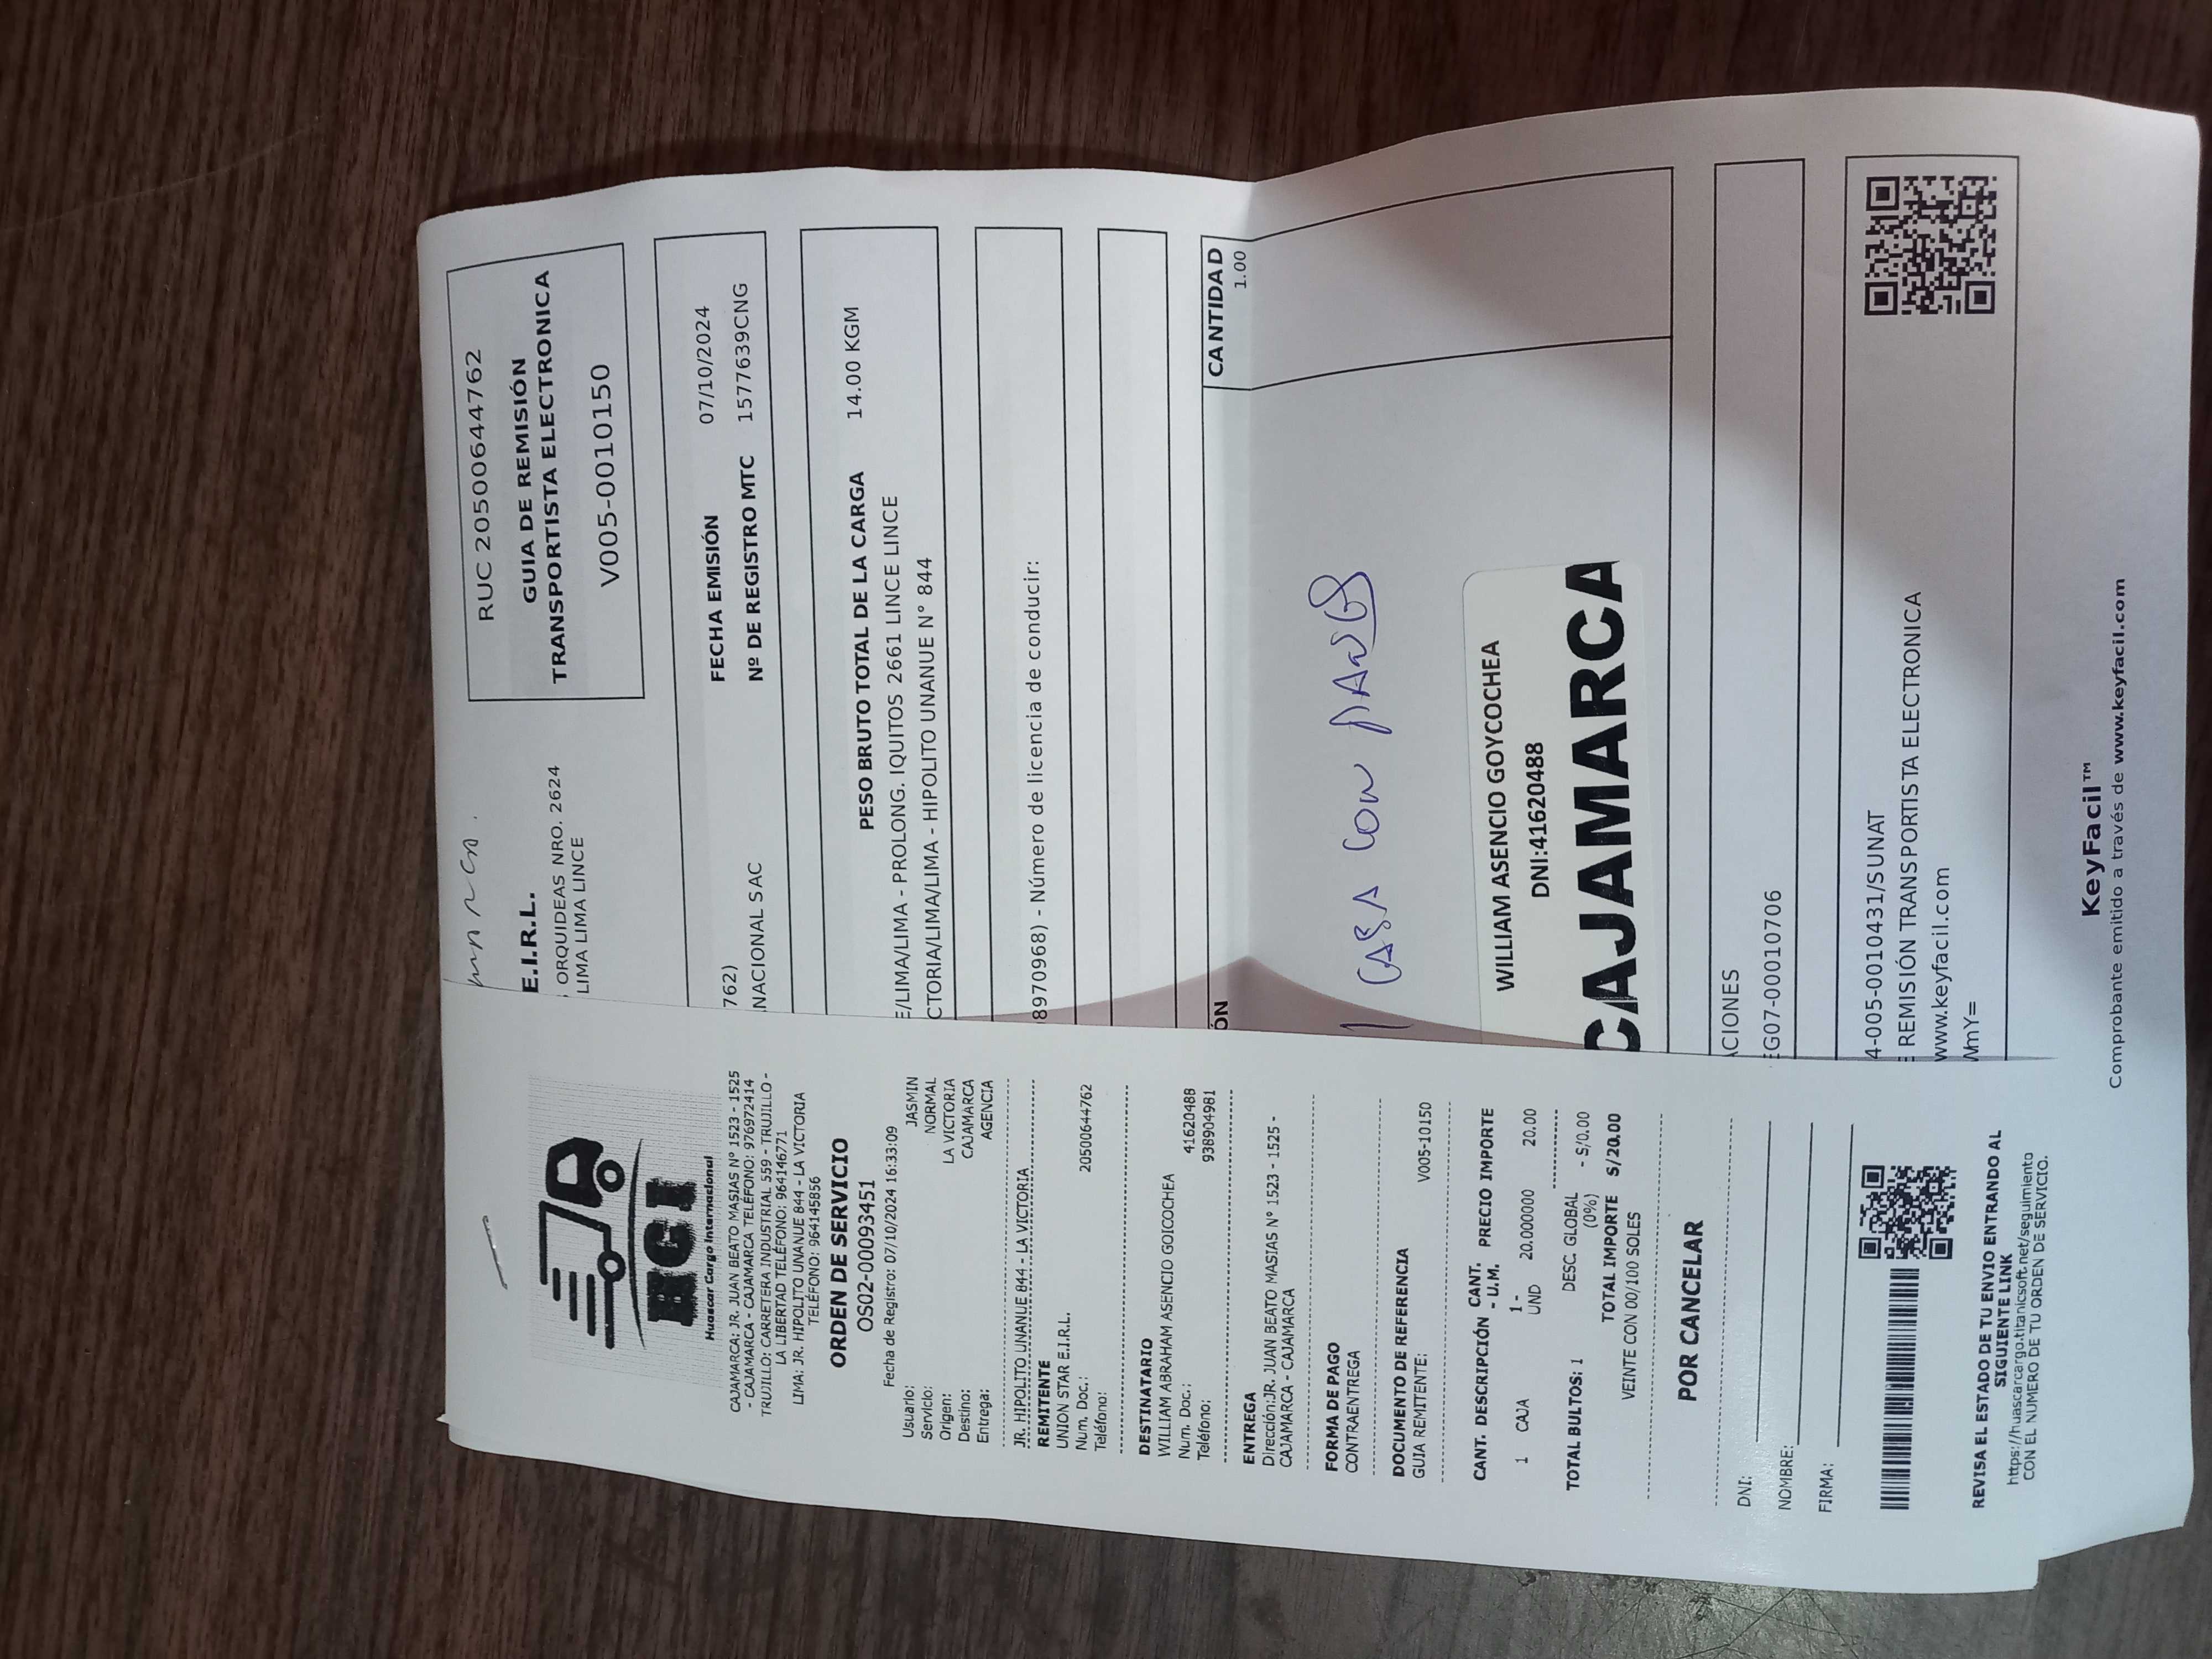 HGI
Huascar Cargo Internacional
CAJAMARCA: JR. JUAN BEATO MASIAS N° 1523 - 1525
- CAJAMARCA - CAJAMARCA TELÉFONO: 976972414
TRUJILLO: CARRETERA INDUSTRIAL 559 - TRUJILLO -
LA LIBERTAD TELÉFONO: 964146771
LIMA: JR. HIPOLITO UNANUE 844 - LA VICTORIA
TELÉFONO: 964145856
ORDEN DE SERVICIO
OS02-00093451
Fecha de Registro: 07/10/2024 16:33:09
Usuario: JASMIN
Servicio: NORMAL
Origen: LA VICTORIA
Destino: CAJAMARCA
Entrega: AGENCIA
JR. HIPOLITO UNANUE 844 - LA VICTORIA
REMITENTE
UNION STAR E.I.R.L.
Num. Doc.: 20500644762
Teléfono:
DESTINATARIO
WILLIAM ABRAHAM ASENCIO GOICOCHEA
Num. Doc.: 41620488
Teléfono: 938904981
ENTREGA
Dirección:JR. JUAN BEATO MASIAS N° 1523 - 1525 -
CAJAMARCA - CAJAMARCA
FORMA DE PAGO
CONTRAENTREGA
DOCUMENTO DE REFERENCIA
GUIA REMITENTE: V005-10150
CANT. DESCRIPCIÓN CANT. PRECIO IMPORTE
- U.M.
1 CAJA 1 - 20.000000 20.00
UND
TOTAL BULTOS: 1 DESC. GLOBAL - S/0.00
(0%)
TOTAL IMPORTE S/20.00
VEINTE CON 00/100 SOLES
POR CANCELAR
DNI:
NOMBRE:
FIRMA:
REVISA EL ESTADO DE TU ENVIO ENTRANDO AL
SIGUIENTE LINK
https://huascarcargo.titanicsoft.net/seguimiento
CON EL NUMERO DE TU ORDEN DE SERVICIO.
E.I.R.L.
ORQUIDEAS NRO. 2624
LIMA LIMA LINCE
RUC 20500644762
GUIA DE REMISIÓN
TRANSPORTISTA ELECTRONICA
V005-0010150
FECHA EMISIÓN 07/10/2024
762) Nº DE REGISTRO MTC 1577639CNG
NACIONAL SAC
PESO BRUTO TOTAL DE LA CARGA 14.00 KGM
E/LIMA/LIMA - PROLONG. IQUITOS 2661 LINCE LINCE
CTORIA/LIMA/LIMA - HIPOLITO UNANUE N° 844
8970968) - Número de licencia de conducir:
ÓN CANTIDAD
1.00
1 CASA CON
WILLIAM ASENCIO GOYCOCHEA
DNI:41620488
CAJAMARCA
ACIONES
EG07-00010706
4-005-0010431/SUNAT
E REMISIÓN TRANSPORTISTA ELECTRONICA
www.keyfacil.com
WmY=
KeyFacil™
Comprobante emitido a través de www.keyfacil.com